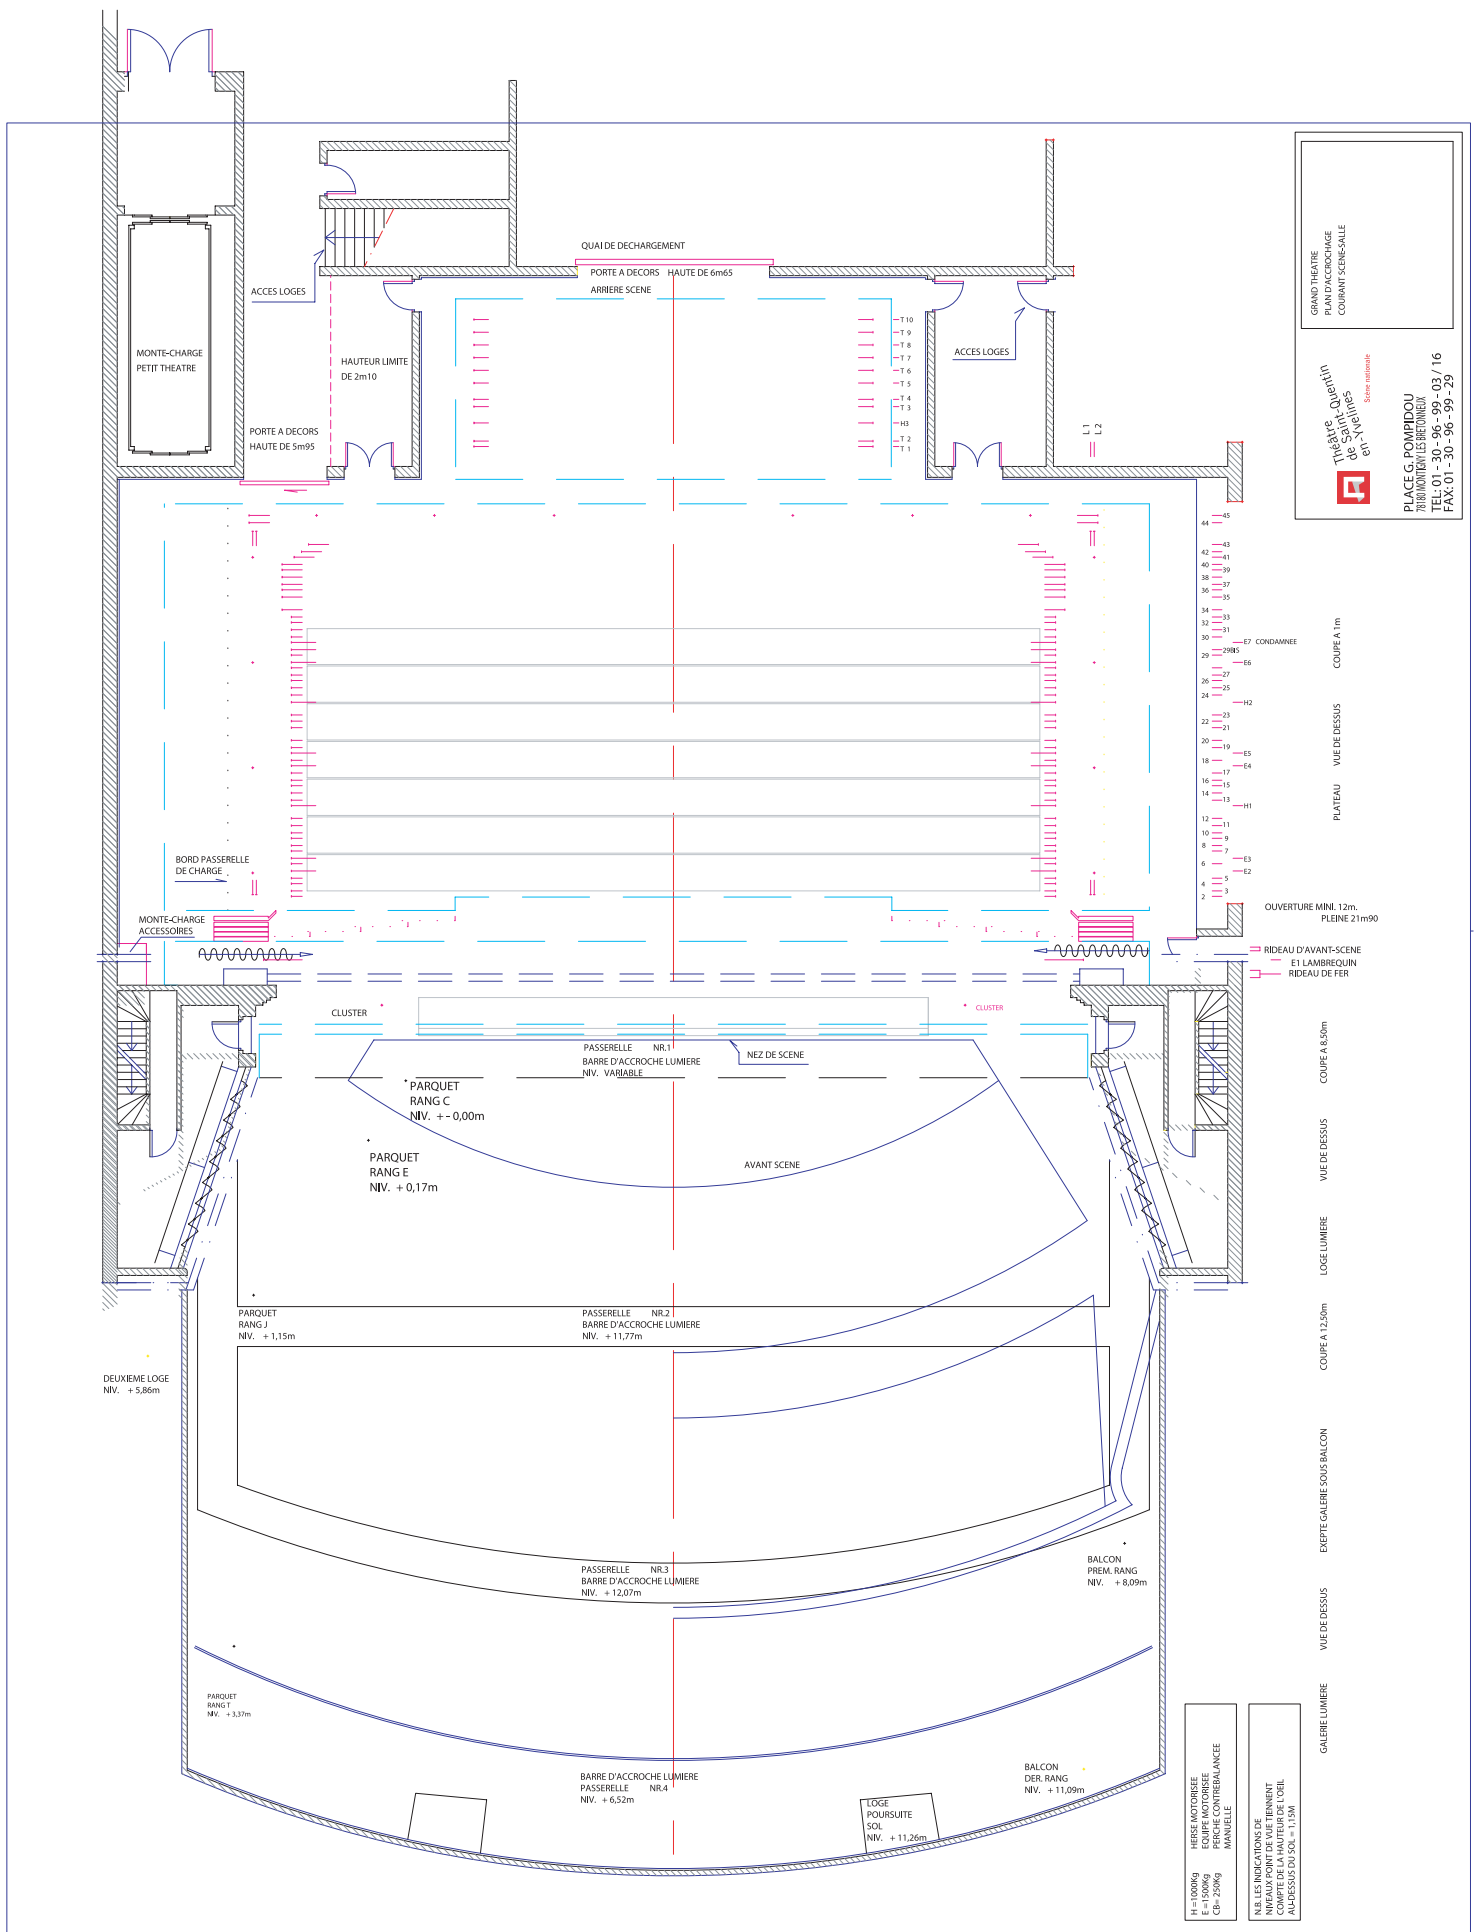 QUAI DE DECHARGEMENT
PORTE A DECORS HAUTE DE 6m65
ARRIERE SCENE
ACCES LOGES
MONTE-CHARGE
PETIT THEATRE
HAUTEUR LIMITE
DE 2m10
PORTE A DECORS
HAUTE DE 5m95
ACCES LOGES
T 10
T 9
T 8
T 7
T 6
T 5
T 4
T 3
H3
T 2
T 1
L 1
L 2
GRAND THEATRE
PLAN D'ACCROCHAGE
COURANT SCENE-SALLE
Théâtre
de Saint-Quentin
en-Yvelines
Scène nationale
PLACE G. POMPIDOU
78180 MONTIGNY LES BRETONNEUX
TEL: 01 - 30 - 96 - 99 - 03 / 16
FAX: 01 - 30 - 96 - 99 - 29
45
44
43
42
41
40
39
38
37
36
35
34
33
32
31
30
E7 CONDAMNEE
29BIS
29
E6
27
26
25
24
H2
23
22
21
20
19
E5
18
E4
17
16
15
14
13
H1
12
11
10
9
8
7
E3
6
E2
5
4
3
2
PLATEAU VUE DE DESSUS COUPE A 1m
BORD PASSERELLE
DE CHARGE
MONTE-CHARGE
ACCESSOIRES
OUVERTURE MINI. 12m.
PLEINE 21m90
RIDEAU D'AVANT-SCENE
E1 LAMBREQUIN
RIDEAU DE FER
CLUSTER
CLUSTER
PASSERELLE NR.1
BARRE D'ACCROCHE LUMIERE
NIV. VARIABLE
NEZ DE SCENE
PARQUET
RANG C
NIV. +- 0,00m
PARQUET
RANG E
NIV. + 0,17m
AVANT SCENE
PARQUET
RANG J
NIV. + 1,15m
PASSERELLE NR.2
BARRE D'ACCROCHE LUMIERE
NIV. + 11,77m
DEUXIEME LOGE
NIV. + 5,86m
PASSERELLE NR.3
BARRE D'ACCROCHE LUMIERE
NIV. + 12,07m
BALCON
PREM. RANG
NIV. + 8,09m
PARQUET
RANG T
NIV. + 3,37m
BARRE D'ACCROCHE LUMIERE
PASSERELLE NR.4
NIV. + 6,52m
BALCON
DER. RANG
NIV. + 11,09m
LOGE
POURSUITE
SOL
NIV. + 11,26m
GALERIE LUMIERE VUE DE DESSUS EXEPTE GALERIE SOUS BALCON COUPE A 12,50m LOGE LUMIERE VUE DE DESSUS COUPE A 8,50m
H =1000Kg HERSE MOTORISEE
E =1500Kg EQUIPE MOTORISEE
CB= 250Kg PERCHE CONTREBALANCEE
MANUELLE
N.B. LES INDICATIONS DE
NIVEAUX POINT DE VUE TIENNENT
COMPTE DE LA HAUTEUR DE L'OEIL
AU-DESSUS DU SOL = 1,15M